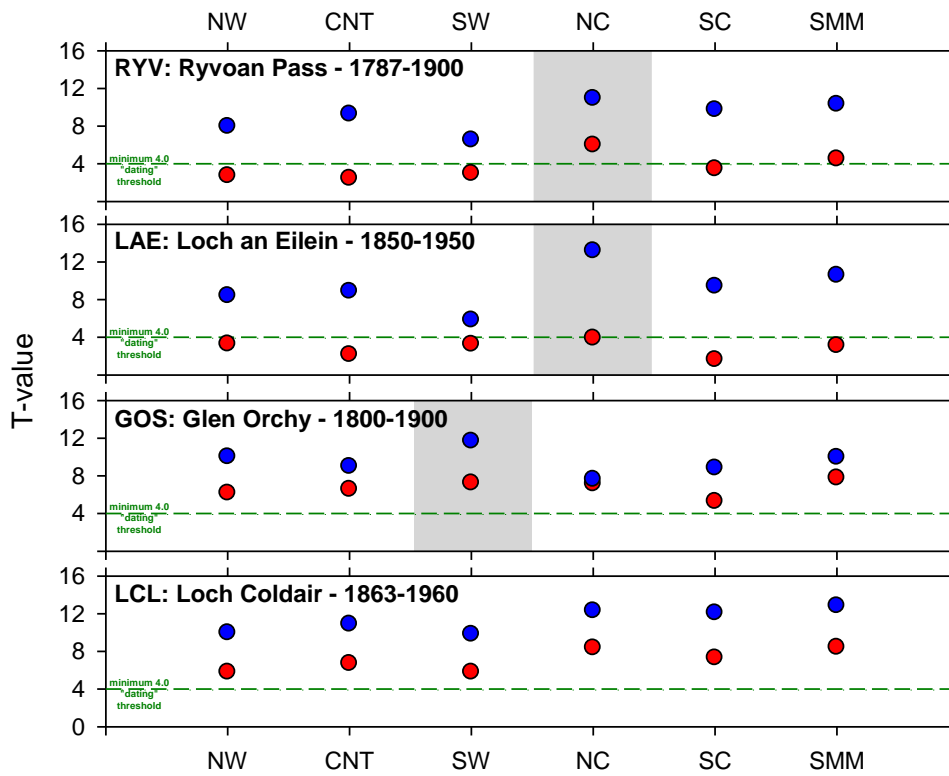 NW CNT SW NC SC SMM
16
RYV: Ryvoan Pass - 1787-1900
12
8
4
minimum 4.0
"dating"
threshold
16
LAE: Loch an Eilein - 1850-1950
12
8
4
minimum 4.0
"dating"
threshold
T-value
16
GOS: Glen Orchy - 1800-1900
12
8
4
minimum 4.0
"dating"
threshold
16
LCL: Loch Coldair - 1863-1960
12
8
4
minimum 4.0
"dating"
threshold
0
NW CNT SW NC SC SMM